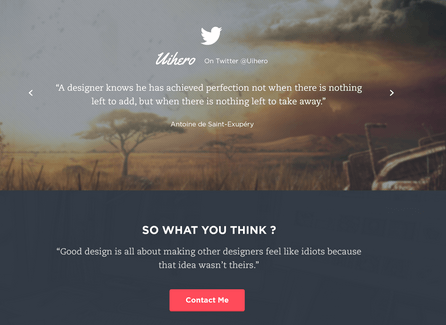 Uihero On Twitter @Uihero
“A designer knows he has achieved perfection not when there is nothing
left to add, but when there is nothing left to take away.”
Antoine de Saint-Exupéry
SO WHAT YOU THINK ?
“Good design is all about making other designers feel like idiots because
that idea wasn’t theirs.”
Contact Me